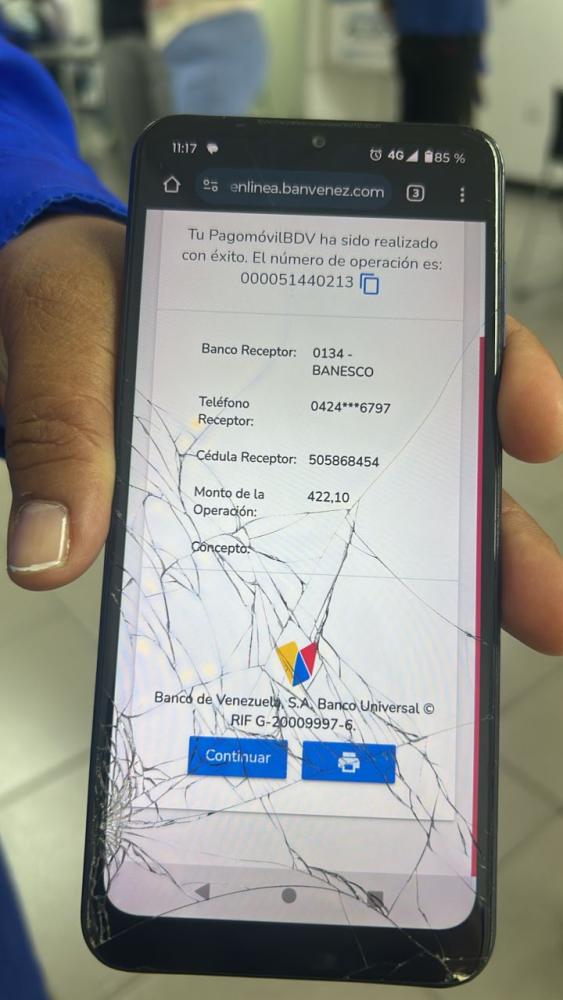 11:17
4G 85 %
enlinea.banvenez.com
3
Tu PagomóvilBDV ha sido realizado
con éxito. El número de operación es:
000051440213
Banco Receptor: 0134 -
BANESCO
Teléfono
Receptor: 0424***6797
Cédula Receptor: 505868454
Monto de la
Operación: 422,10
Concepto:
Banco de Venezuela, S.A. Banco Universal ©
RIF G-20009997-6.
Continuar